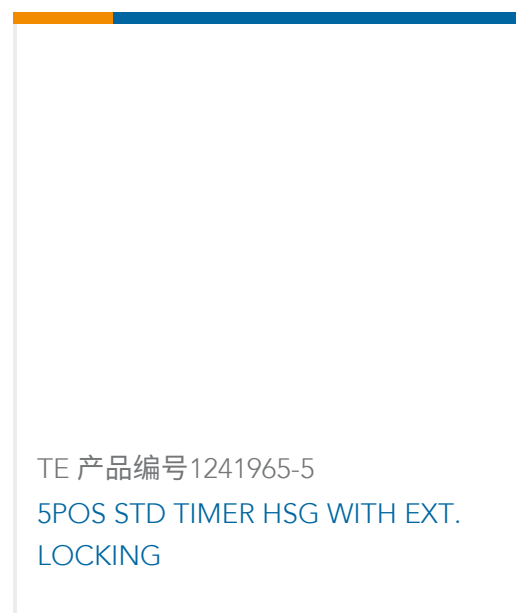 TE 产品编号1241965-5
5POS STD TIMER HSG WITH EXT.
LOCKING